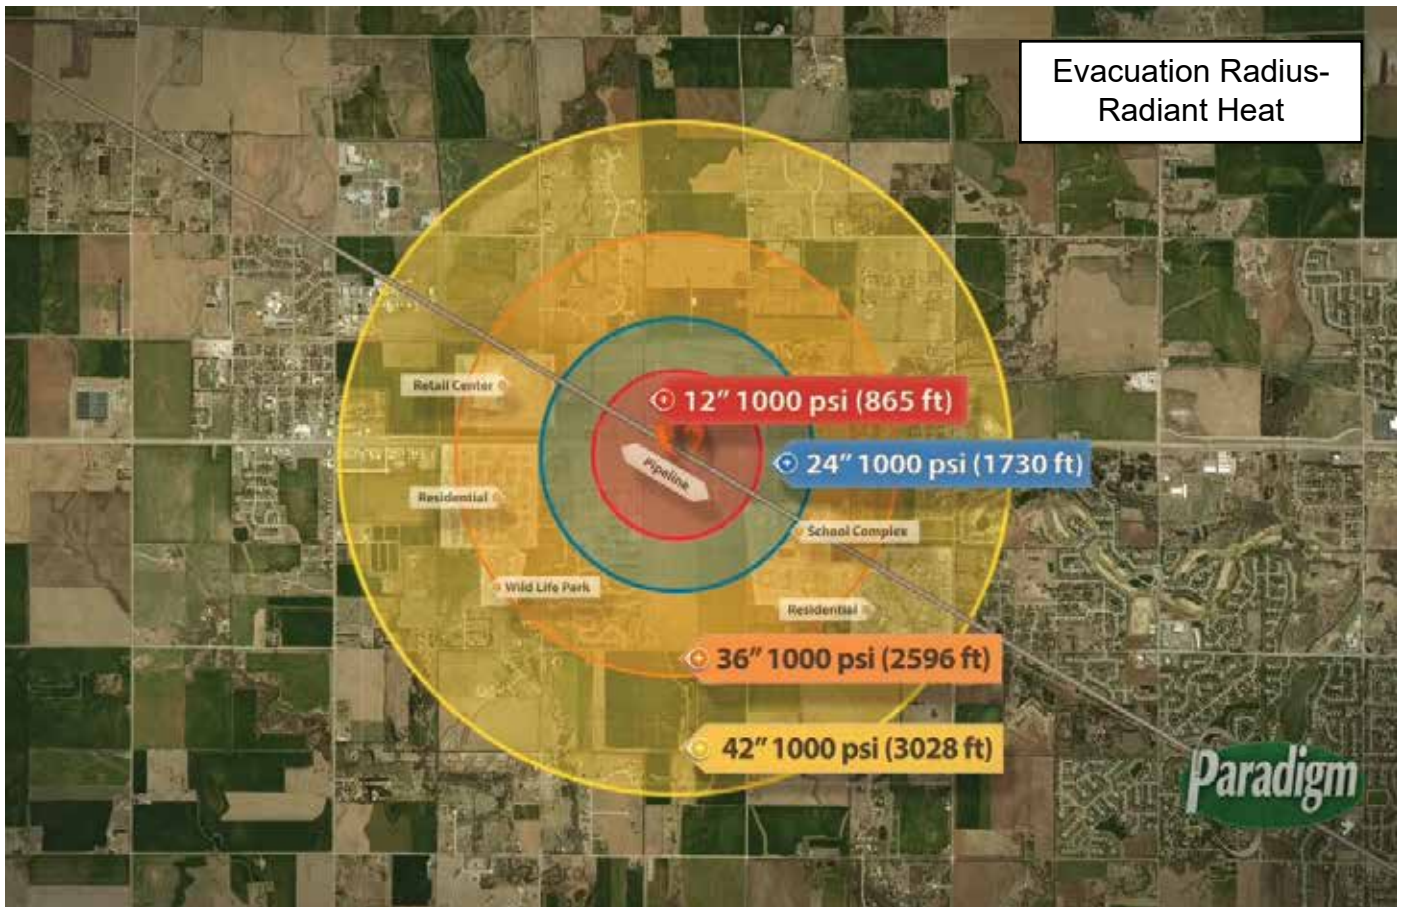 Evacuation Radius-
Radiant Heat
Retail Center
12” 1000 psi (865 ft)
24” 1000 psi (1730 ft)
Pipeline
Residential
School Complex
Wild Life Park
Residential
36” 1000 psi (2596 ft)
42” 1000 psi (3028 ft)
Paradigm